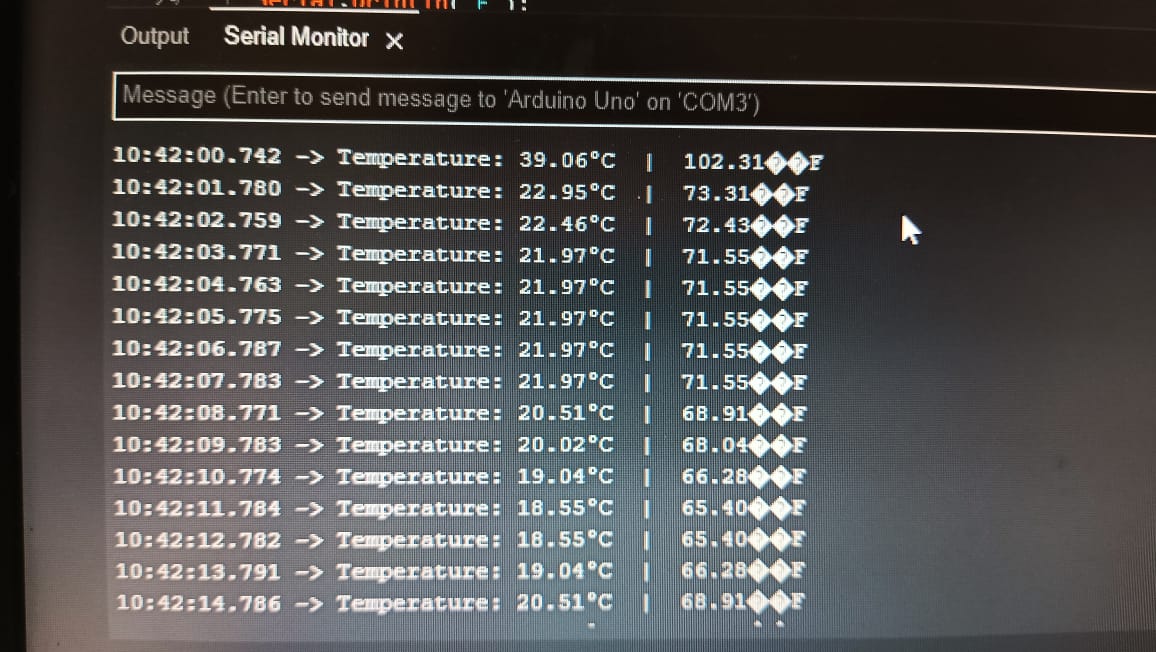 Output Serial Monitor X
Message (Enter to send message to 'Arduino Uno' on 'COM3')
10:42:00.742 -> Temperature: 39.06°C | 102.31��F
10:42:01.780 -> Temperature: 22.95°C | 73.31��F
10:42:02.759 -> Temperature: 22.46°C | 72.43��F
10:42:03.771 -> Temperature: 21.97°C | 71.55��F
10:42:04.763 -> Temperature: 21.97°C | 71.55��F
10:42:05.775 -> Temperature: 21.97°C | 71.55��F
10:42:06.787 -> Temperature: 21.97°C | 71.55��F
10:42:07.783 -> Temperature: 21.97°C | 71.55��F
10:42:08.771 -> Temperature: 20.51°C | 68.91��F
10:42:09.783 -> Temperature: 20.02°C | 68.04��F
10:42:10.774 -> Temperature: 19.04°C | 66.28��F
10:42:11.784 -> Temperature: 18.55°C | 65.40��F
10:42:12.782 -> Temperature: 18.55°C | 65.40��F
10:42:13.791 -> Temperature: 19.04°C | 66.28��F
10:42:14.786 -> Temperature: 20.51°C | 68.91��F